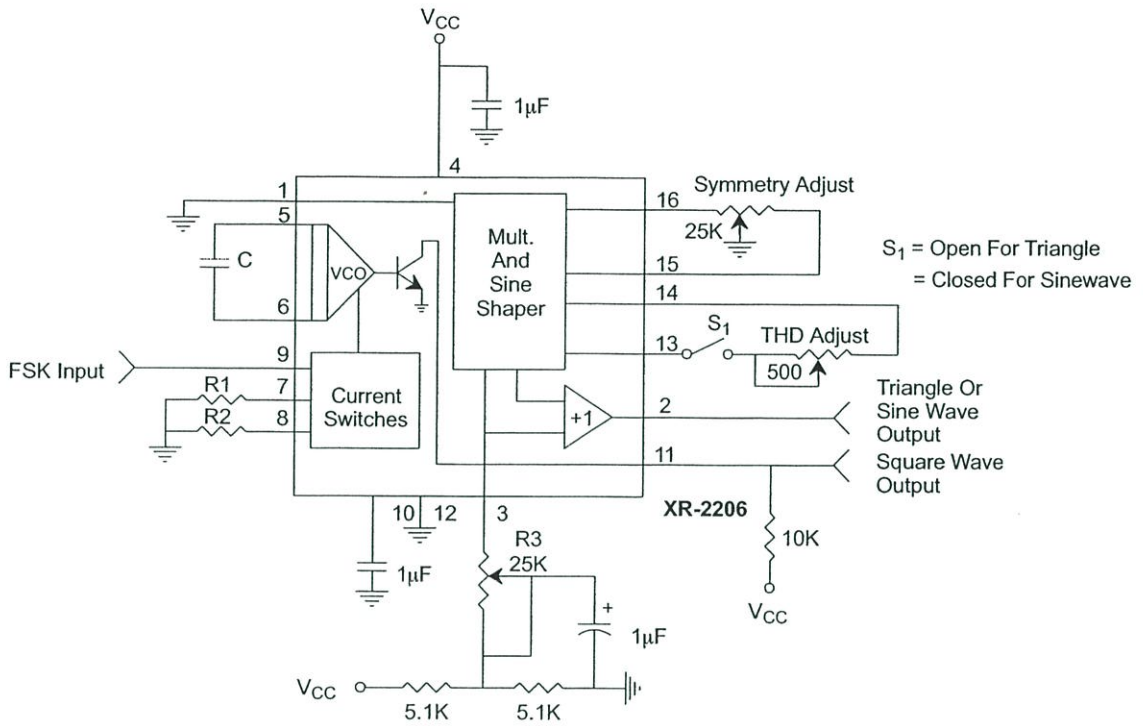 VCC
1µF
4
1
5
C
VCO
6
FSK Input
9
R1
7
R2
8
Current
Switches
Mult.
And
Sine
Shaper
+1
16
Symmetry Adjust
25K
15
14
S1 = Open For Triangle
= Closed For Sinewave
13
S1
THD Adjust
500
2
Triangle Or
Sine Wave
Output
11
Square Wave
Output
XR-2206
10K
VCC
10
12
3
1µF
R3
25K
+
1µF
VCC
5.1K
5.1K